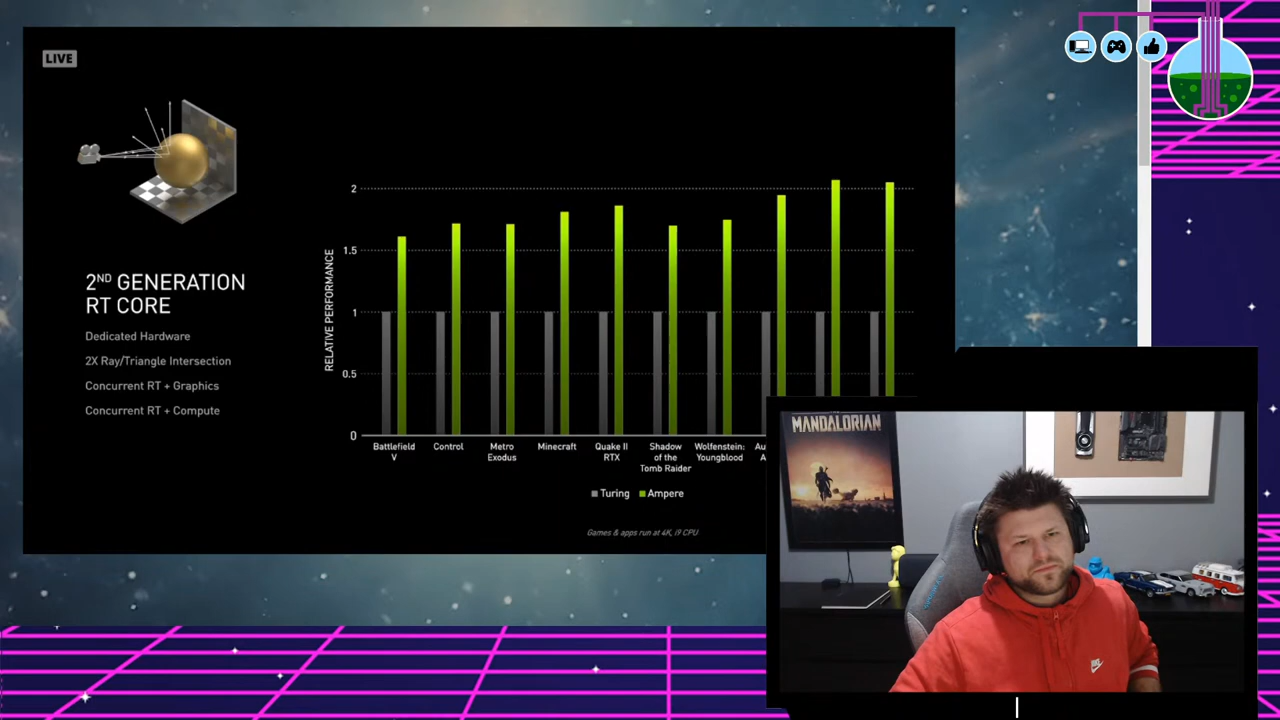 LIVE
2ND GENERATION
RT CORE
Dedicated Hardware
2X Ray/Triangle Intersection
Concurrent RT + Graphics
Concurrent RT + Compute
RELATIVE PERFORMANCE
2
1.5
1
0.5
0
Battlefield
V
Control
Metro
Exodus
Minecraft
Quake II
RTX
Shadow
of the
Tomb Raider
Wolfenstein:
Youngblood
Turing
Ampere
Games & apps run at 4K, i9 CPU
THE
MANDALORIAN